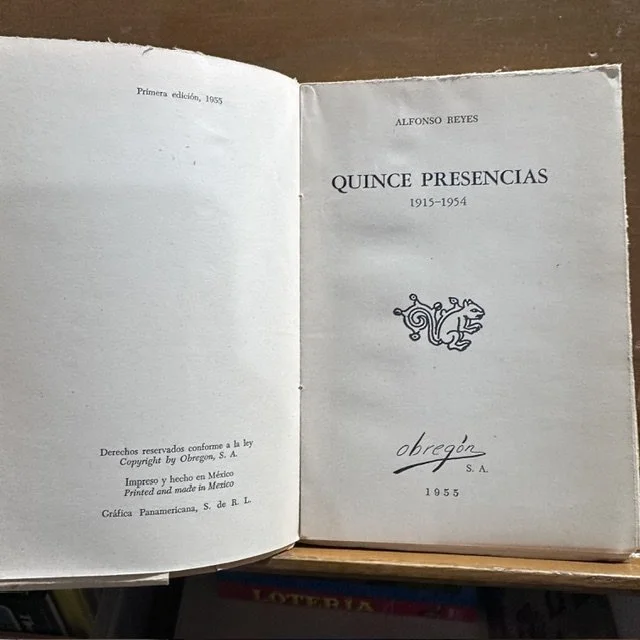 Primera edición, 1955
Derechos reservados conforme a la ley
Copyright by Obregón, S. A.
Impreso y hecho en México
Printed and made in Mexico
Gráfica Panamericana, S. de R. L.
ALFONSO REYES
QUINCE PRESENCIAS
1915-1954
obregón
S. A.
1955
LOTERIA